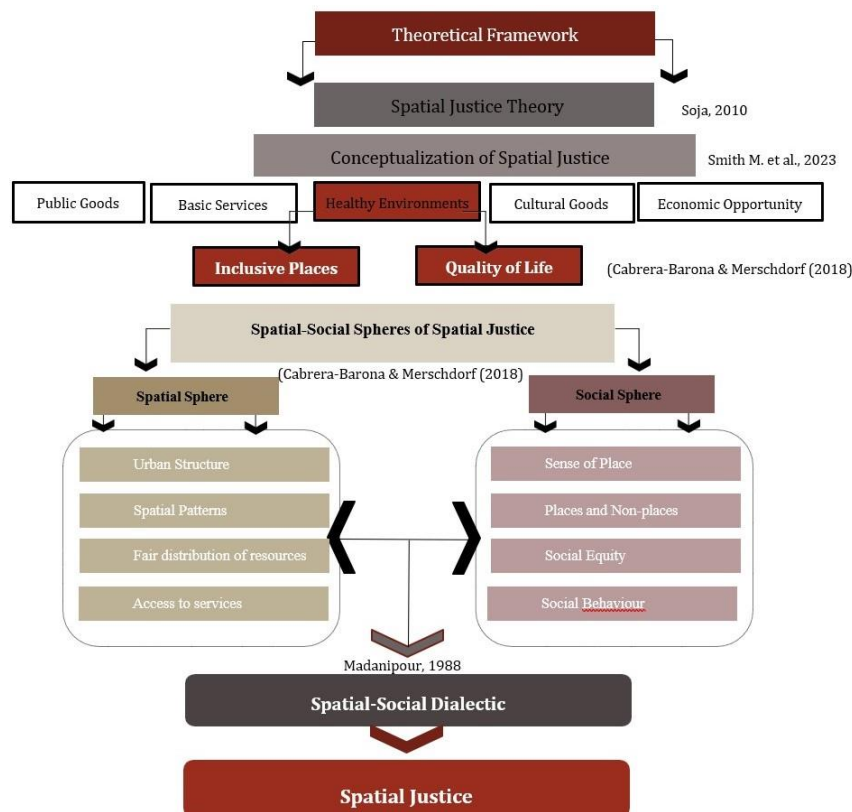 Theoretical Framework
Spatial Justice Theory
Soja, 2010
Conceptualization of Spatial Justice
Smith M. et al., 2023
Public Goods
Basic Services
Healthy Environments
Cultural Goods
Economic Opportunity
Inclusive Places
Quality of Life
(Cabrera-Barona & Merschdorf (2018)
Spatial-Social Spheres of Spatial Justice
(Cabrera-Barona & Merschdorf (2018)
Spatial Sphere
Social Sphere
Urban Structure
Spatial Patterns
Fair distribution of resources
Access to services
Sense of Place
Places and Non-places
Social Equity
Social Behaviour
Madanipour, 1988
Spatial-Social Dialectic
Spatial Justice